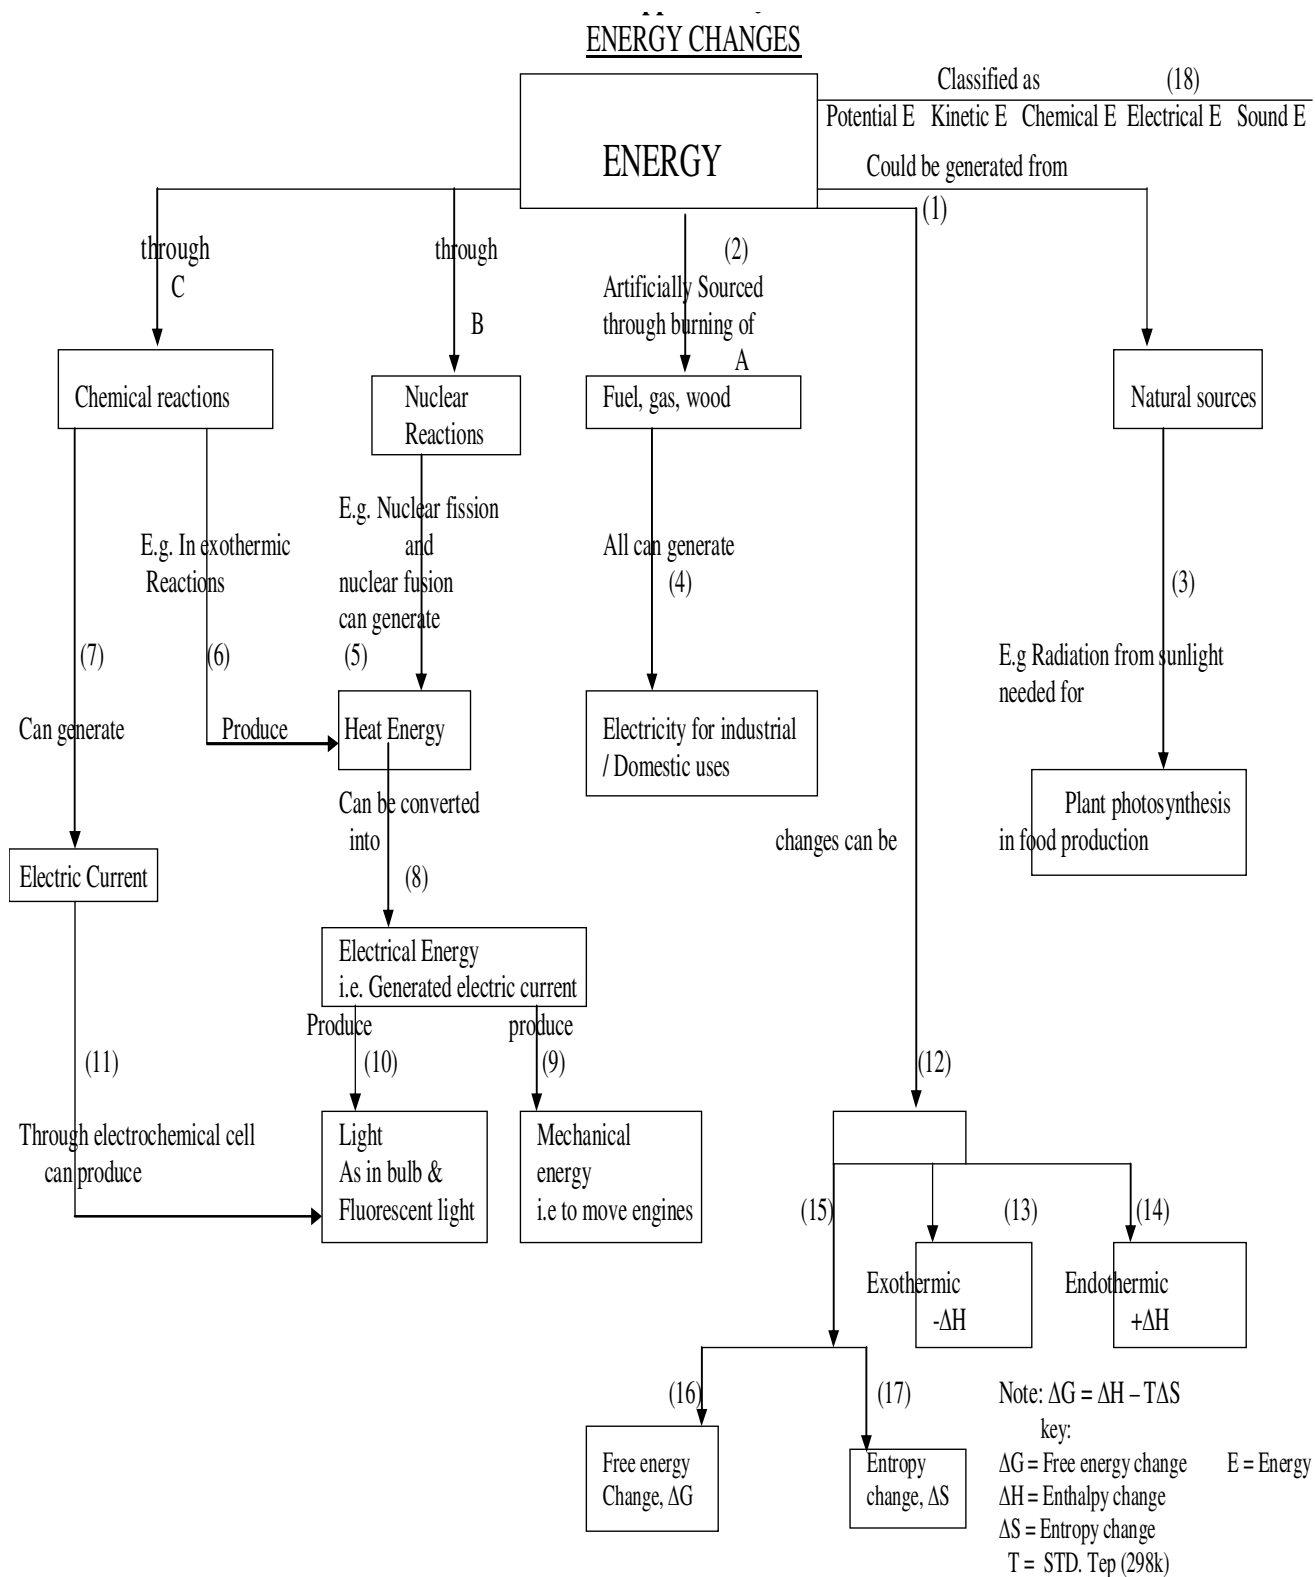 ENERGY CHANGES
Classified as (18)
Potential E Kinetic E Chemical E Electrical E Sound E
ENERGY
Could be generated from
(1)
through
C
through
B
(2)
Artificially Sourced
through burning of
A
Chemical reactions
Nuclear
Reactions
Fuel, gas, wood
Natural sources
E.g. In exothermic
Reactions
E.g. Nuclear fission
and
nuclear fusion
can generate
All can generate
(4)
(3)
(7)
(6)
(5)
E.g Radiation from sunlight
needed for
Can generate
Produce
Heat Energy
Electricity for industrial
/ Domestic uses
Plant photosynthesis
in food production
Can be converted
into
(8)
changes can be
Electric Current
Electrical Energy
i.e. Generated electric current
Produce
produce
(11)
(10)
(9)
(12)
Through electrochemical cell
can produce
Light
As in bulb &
Fluorescent light
Mechanical
energy
i.e to move engines
(15)
(13)
(14)
Exothermic
-ΔH
Endothermic
+ΔH
(16)
(17)
Free energy
Change, ΔG
Entropy
change, ΔS
Note: ΔG = ΔH – TΔS
key:
ΔG = Free energy change E = Energy
ΔH = Enthalpy change
ΔS = Entropy change
T = STD. Tep (298k)